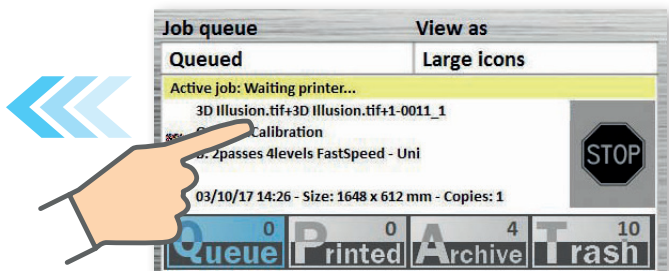 Job queue View as
Queued Large icons
Active job: Waiting printer...
3D Illusion.tif+3D Illusion.tif+1-0011_1
Calibration
2passes 4levels FastSpeed - Uni
STOP
03/10/17 14:26 - Size: 1648 x 612 mm - Copies: 1
Queue 0 Printed 0 Archive 4 Trash 10